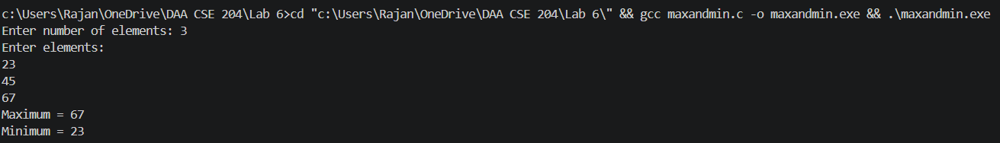 c:\Users\Rajan\OneDrive\DAA CSE 204\Lab 6>cd "c:\Users\Rajan\OneDrive\DAA CSE 204\Lab 6\" && gcc maxandmin.c -o maxandmin.exe && .\maxandmin.exe
Enter number of elements: 3
Enter elements:
23
45
67
Maximum = 67
Minimum = 23